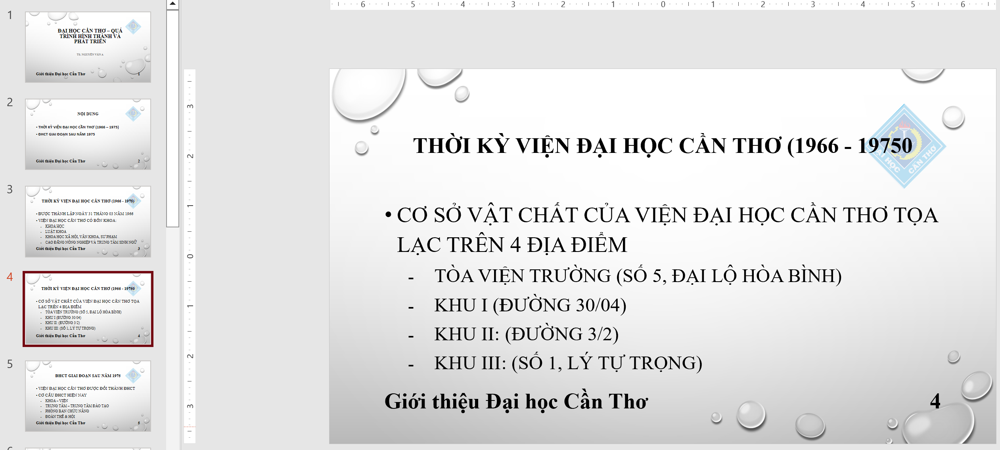 1
ĐẠI HỌC CẦN THƠ – QUÁ
TRÌNH HÌNH THÀNH VÀ
PHÁT TRIỂN
TS. NGUYỄN VĂN A
Giới thiệu Đại học Cần Thơ
1
2
NỘI DUNG
• THỜI KỲ VIỆN ĐẠI HỌC CẦN THƠ (1966 – 1975)
• ĐHCT GIAI ĐOẠN SAU NĂM 1975
Giới thiệu Đại học Cần Thơ
2
3
THỜI KỲ VIỆN ĐẠI HỌC CẦN THƠ (1966 - 1975)
• ĐƯỢC THÀNH LẬP NGÀY 31 THÁNG 03 NĂM 1966
• VIỆN ĐẠI HỌC CẦN THƠ CÓ BỐN KHOA:
- KHOA HỌC
- LUẬT KHOA
- KHOA HỌC XÃ HỘI, VĂN KHOA, SƯ PHẠM
- CAO ĐẲNG NÔNG NGHIỆP VÀ TRUNG TÂM SINH NGỮ
Giới thiệu Đại học Cần Thơ
3
4
THỜI KỲ VIỆN ĐẠI HỌC CẦN THƠ (1966 - 19750
• CƠ SỞ VẬT CHẤT CỦA VIỆN ĐẠI HỌC CẦN THƠ TỌA
LẠC TRÊN 4 ĐỊA ĐIỂM
- TÒA VIỆN TRƯỜNG (SỐ 5, ĐẠI LỘ HÒA BÌNH)
- KHU I (ĐƯỜNG 30/04)
- KHU II: (ĐƯỜNG 3/2)
- KHU III: (SỐ 1, LÝ TỰ TRỌNG)
Giới thiệu Đại học Cần Thơ
4
5
ĐHCT GIAI ĐOẠN SAU NĂM 1975
• VIỆN ĐẠI HỌC CẦN THƠ ĐƯỢC ĐỔI THÀNH ĐHCT
• CƠ CẤU ĐHCT HIỆN NAY
- KHOA – VIỆN
- TRUNG TÂM – TRUNG TÂM ĐÀO TẠO
- PHÒNG BAN CHỨC NĂNG
- ĐOÀN THỂ & HỘI
Giới thiệu Đại học Cần Thơ
5
6 5 4 3 2 1 0 1 2 3 4 5 6
3
2
1
0
1
2
3
THỜI KỲ VIỆN ĐẠI HỌC CẦN THƠ (1966 - 19750
ĐẠI HỌC CẦN THƠ
• CƠ SỞ VẬT CHẤT CỦA VIỆN ĐẠI HỌC CẦN THƠ TỌA
LẠC TRÊN 4 ĐỊA ĐIỂM
- TÒA VIỆN TRƯỜNG (SỐ 5, ĐẠI LỘ HÒA BÌNH)
- KHU I (ĐƯỜNG 30/04)
- KHU II: (ĐƯỜNG 3/2)
- KHU III: (SỐ 1, LÝ TỰ TRỌNG)
Giới thiệu Đại học Cần Thơ
4